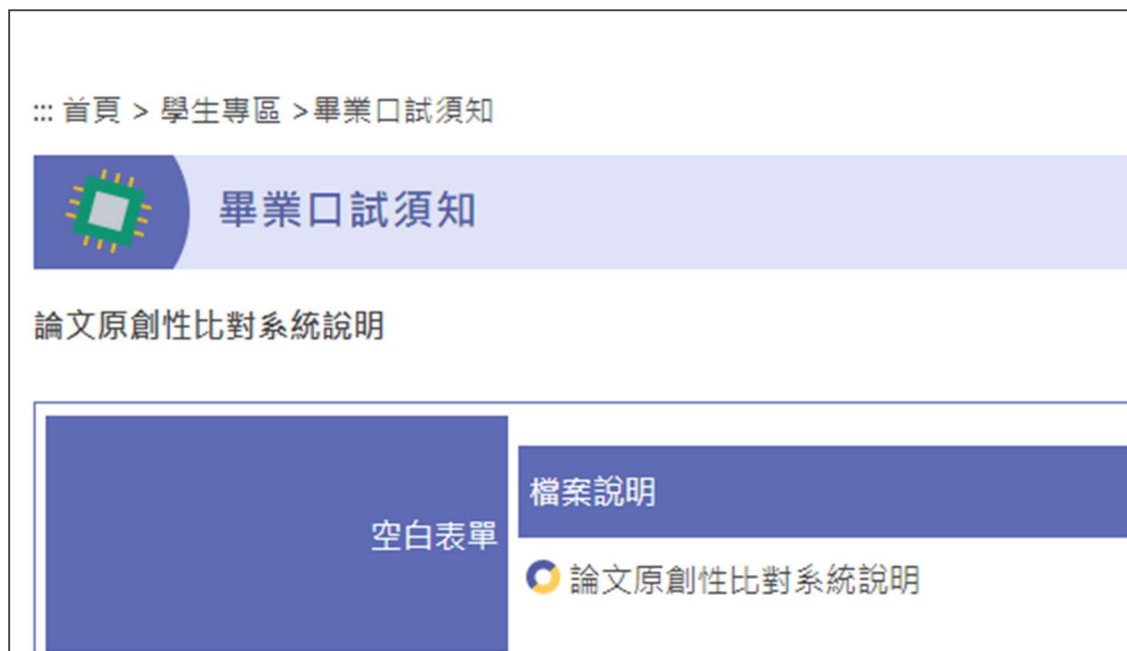 ::: 首頁 > 學生專區 >畢業口試須知
畢業口試須知
論文原創性比對系統說明
空白表單
檔案說明
論文原創性比對系統說明